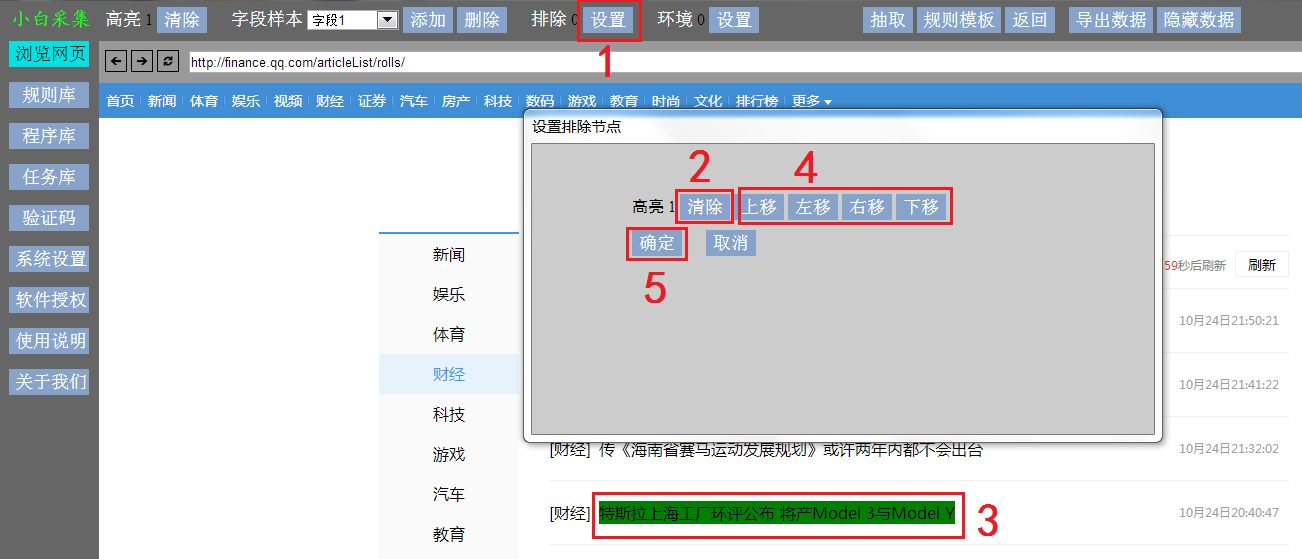 小白采集 高亮 1 清除 字段样本 字段1 添加 删除 排除 0 设置 环境 0 设置 抽取 规则模板 返回 导出数据 隐藏数据
1
浏览网页
规则库
程序库
任务库
验证码
系统设置
软件授权
使用说明
关于我们
http://finance.qq.com/articleList/rolls/
首页 新闻 体育 娱乐 视频 财经 证券 汽车 房产 科技 数码 游戏 教育 时尚 文化 排行榜 更多
设置排除节点
2 4
高亮 1 清除 上移 左移 右移 下移
确定 取消
5
新闻
娱乐
体育
财经
科技
游戏
汽车
教育
59秒后刷新 刷新
10月24日21:50:21
10月24日21:41:22
[财经] 传《海南省赛马运动发展规划》或许两年内都不会出台 10月24日21:32:02
[财经] 特斯拉上海工厂环评公布 将产Model 3与Model Y 3 10月24日20:40:47